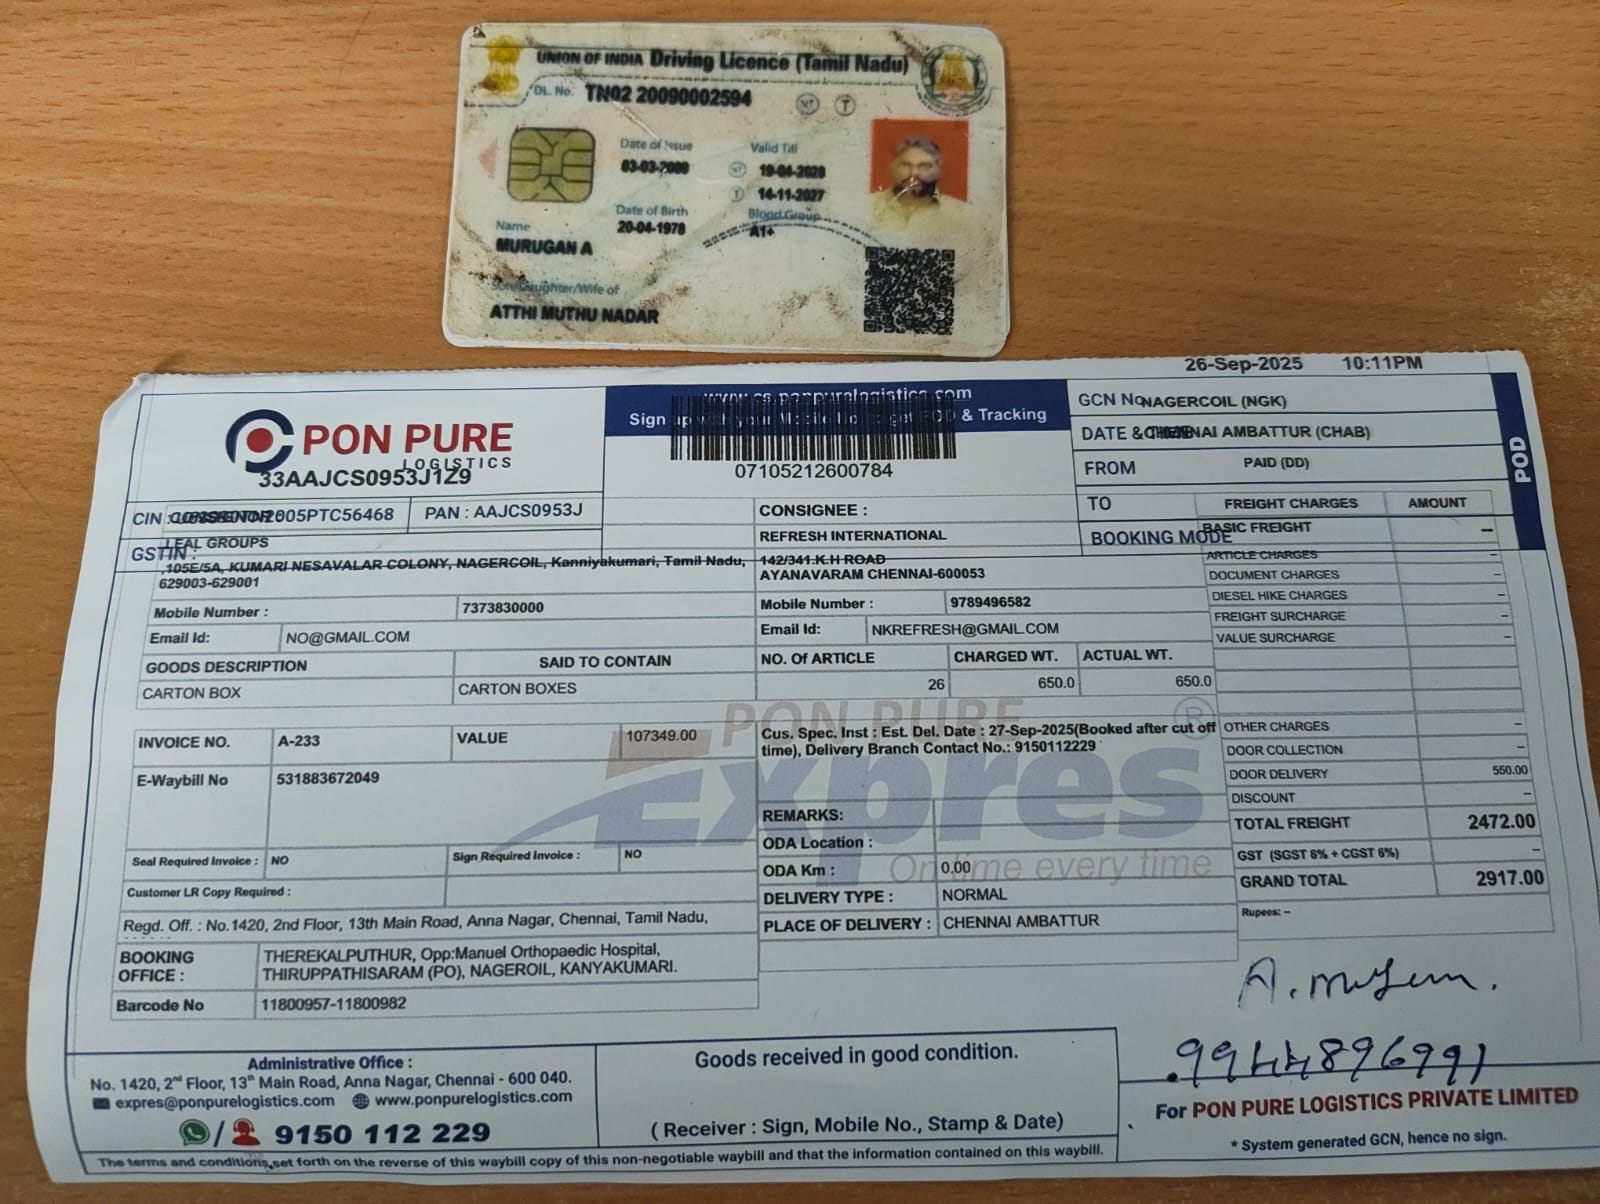 UNION OF INDIA Driving Licence (Tamil Nadu)
DL. No. TN02 20090002594
NT T
Date of Issue Valid Till
03-03-2009 NT 19-04-2028
T 14-11-2027
Date of Birth Blood Group
20-04-1978 A1+
Name
MURUGAN A
Son/Daughter/Wife of
ATTHI MUTHU NADAR
26-Sep-2025 10:11PM
PON PURE
LOGISTICS
33AAJCS0953J1Z9
www.cs.ponpurelogistics.com
Sign up with your Mobile No. to get POD & Tracking
07105212600784
GCN No NAGERCOIL (NGK)
DATE & CHENNAI AMBATTUR (CHAB)
FROM PAID (DD)
TO
BOOKING MODE
POD
CIN : 2005PTC56468 PAN : AAJCS0953J
CONSIGNOR :
GSTIN :
LEAL GROUPS
,105E/5A, KUMARI NESAVALAR COLONY, NAGERCOIL, Kanniyakumari, Tamil Nadu,
629003-629001
Mobile Number : 7373830000
Email Id: NO@GMAIL.COM
GOODS DESCRIPTION SAID TO CONTAIN
CARTON BOX CARTON BOXES
CONSIGNEE :
REFRESH INTERNATIONAL
142/341.K.H ROAD
AYANAVARAM CHENNAI-600053
Mobile Number : 9789496582
Email Id: NKREFRESH@GMAIL.COM
NO. Of ARTICLE CHARGED WT. ACTUAL WT.
26 650.0 650.0
FREIGHT CHARGES AMOUNT
BASIC FREIGHT --
ARTICLE CHARGES –
DOCUMENT CHARGES –
DIESEL HIKE CHARGES –
FREIGHT SURCHARGE –
VALUE SURCHARGE –
OTHER CHARGES –
DOOR COLLECTION –
DOOR DELIVERY 550.00
DISCOUNT –
TOTAL FREIGHT 2472.00
GST (SGST 6% + CGST 6%) –
GRAND TOTAL 2917.00
Rupees: –
INVOICE NO. A-233 VALUE 107349.00
E-Waybill No 531883672049
Seal Required Invoice : NO Sign Required Invoice : NO
Customer LR Copy Required :
PON PURE ®
Expres
On time every time
Cus. Spec. Inst : Est. Del. Date : 27-Sep-2025(Booked after cut off
time), Delivery Branch Contact No.: 9150112229
REMARKS:
ODA Location :
ODA Km : 0.00
DELIVERY TYPE : NORMAL
PLACE OF DELIVERY : CHENNAI AMBATTUR
Regd. Off. : No.1420, 2nd Floor, 13th Main Road, Anna Nagar, Chennai, Tamil Nadu,
BOOKING OFFICE : THEREKALPUTHUR, Opp:Manuel Orthopaedic Hospital,
THIRUPPATHISARAM (PO), NAGEROIL, KANYAKUMARI.
Barcode No 11800957-11800982
Administrative Office :
No. 1420, 2nd Floor, 13th Main Road, Anna Nagar, Chennai - 600 040.
expres@ponpurelogistics.com www.ponpurelogistics.com
/ 9150 112 229
Goods received in good condition.
( Receiver : Sign, Mobile No., Stamp & Date)
9944896991
For PON PURE LOGISTICS PRIVATE LIMITED
* System generated GCN, hence no sign.
The terms and conditions, set forth on the reverse of this waybill copy of this non-negotiable waybill and that the information contained on this waybill.